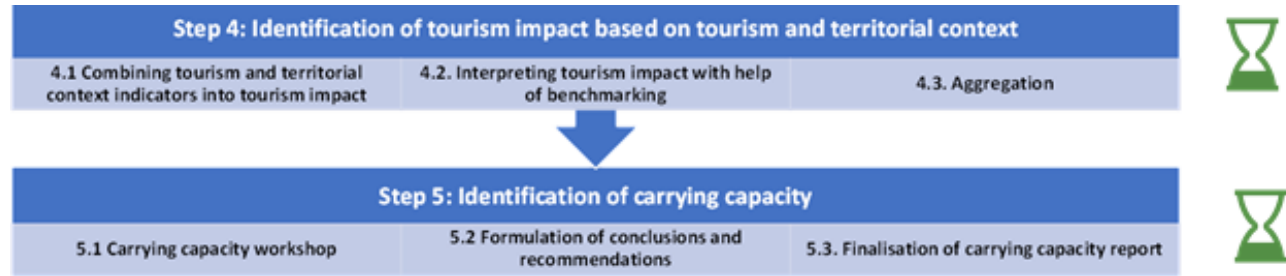 Step 4: Identification of tourism impact based on tourism and territorial context
4.1 Combining tourism and territorial
context indicators into tourism impact
4.2. Interpreting tourism impact with help
of benchmarking
4.3. Aggregation
Step 5: Identification of carrying capacity
5.1 Carrying capacity workshop
5.2 Formulation of conclusions and
recommendations
5.3. Finalisation of carrying capacity report